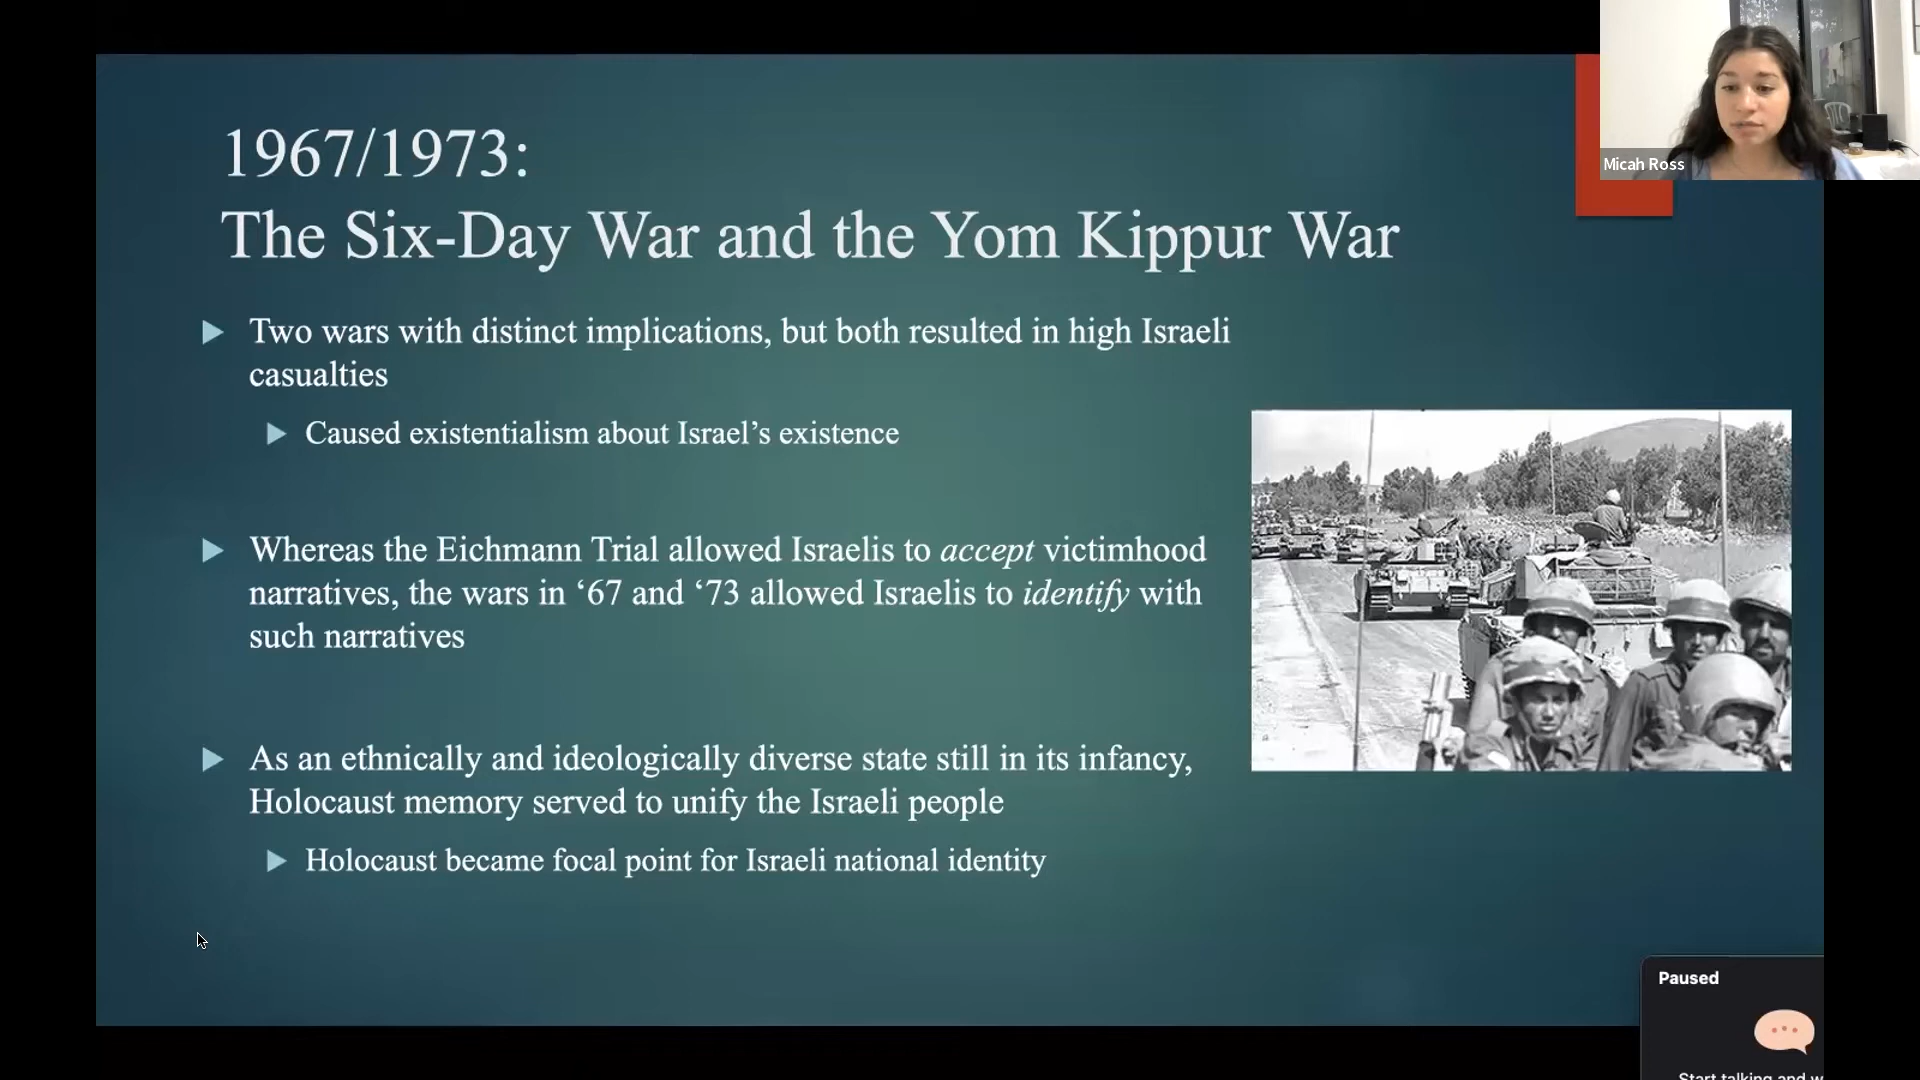 Micah Ross
1967/1973:
The Six-Day War and the Yom Kippur War
Two wars with distinct implications, but both resulted in high Israeli
casualties
Caused existentialism about Israel’s existence
Whereas the Eichmann Trial allowed Israelis to accept victimhood
narratives, the wars in ‘67 and ‘73 allowed Israelis to identify with
such narratives
As an ethnically and ideologically diverse state still in its infancy,
Holocaust memory served to unify the Israeli people
Holocaust became focal point for Israeli national identity
Paused
Start talking and